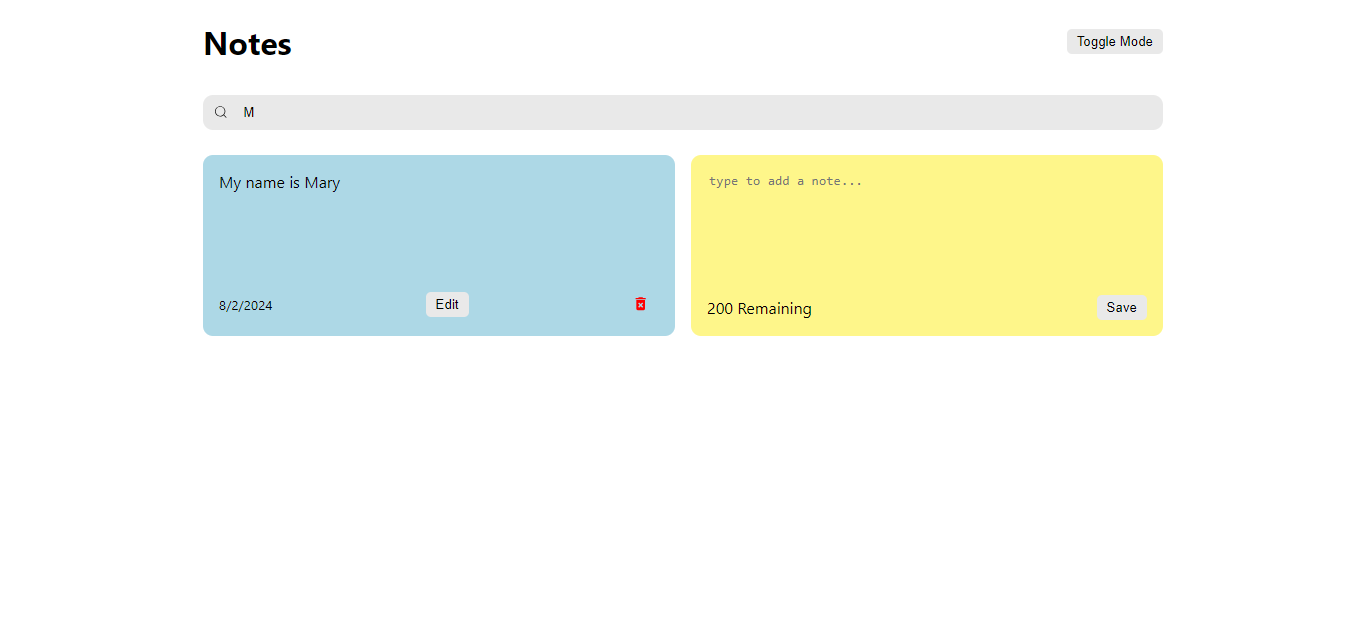 Notes
Toggle Mode
M
My name is Mary
8/2/2024
Edit
type to add a note...
200 Remaining
Save